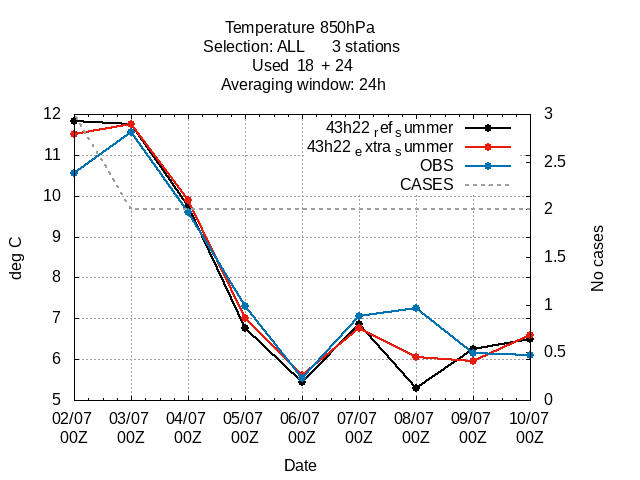 Temperature 850hPa
Selection: ALL 3 stations
Used 18 + 24
Averaging window: 24h
43h22 ref summer
43h22 extra summer
OBS
CASES
12
11
10
9
8
7
6
5
deg C
3
2.5
2
1.5
1
0.5
0
No cases
02/07 03/07 04/07 05/07 06/07 07/07 08/07 09/07 10/07
00Z 00Z 00Z 00Z 00Z 00Z 00Z 00Z 00Z
Date